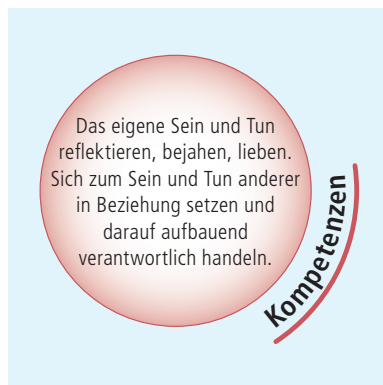 Das eigene Sein und Tun
reflektieren, bejahen, lieben.
Sich zum Sein und Tun anderer
in Beziehung setzen und
darauf aufbauend
verantwortlich handeln.
Kompetenzen